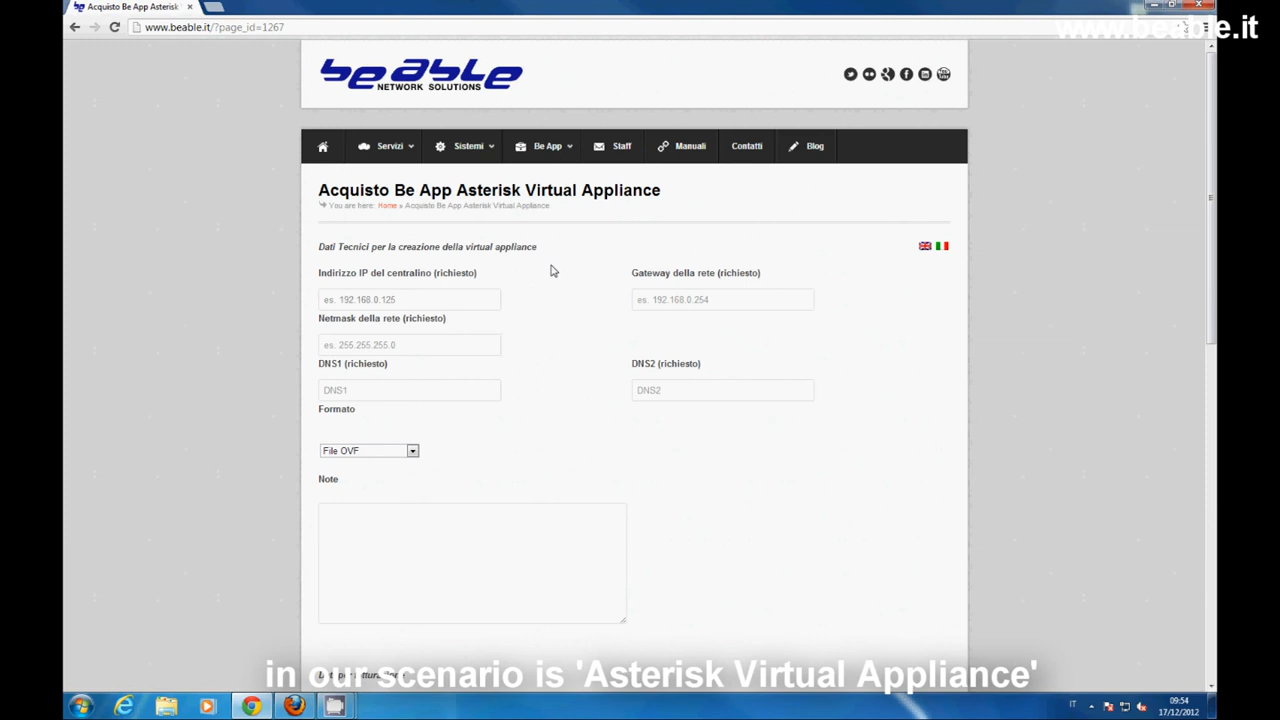 Acquisto Be App Asterisk
www.beable.it/?page_id=1267
www.beable.it
be able
NETWORK SOLUTIONS
Servizi
Sistemi
Be App
Staff
Manuali
Contatti
Blog
Acquisto Be App Asterisk Virtual Appliance
You are here: Home » Acquisto Be App Asterisk Virtual Appliance
Dati Tecnici per la creazione della virtual appliance
Indirizzo IP del centralino (richiesto)
Gateway della rete (richiesto)
es. 192.168.0.125
es. 192.168.0.254
Netmask della rete (richiesto)
es. 255.255.255.0
DNS1 (richiesto)
DNS2 (richiesto)
DNS1
DNS2
Formato
File OVF
Note
in our scenario is 'Asterisk Virtual Appliance'
IT
09:54
17/12/2012